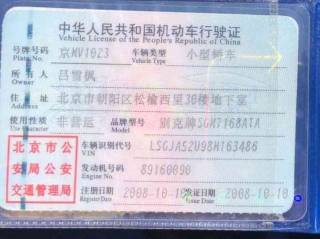 中华人民共和国机动车行驶证
Vehicle License of the People's Republic of China
号牌号码 京MV1023 车辆类型 小型轿车
Plate No. Vehicle Type
所有人 吕雪枫
Owner
住址 北京市朝阳区松榆西里30楼地下室
Address
使用性质 非营运 品牌型号 别克牌SGM7168ATA
Use Character Model
车辆识别代号 LSGJA52U98H163486
VIN
发动机号码 89160090
Engine No.
注册日期 2008-10-10 发证日期 2008-10-10
Register Date Issue Date
北京市公
安局公安
交通管理局